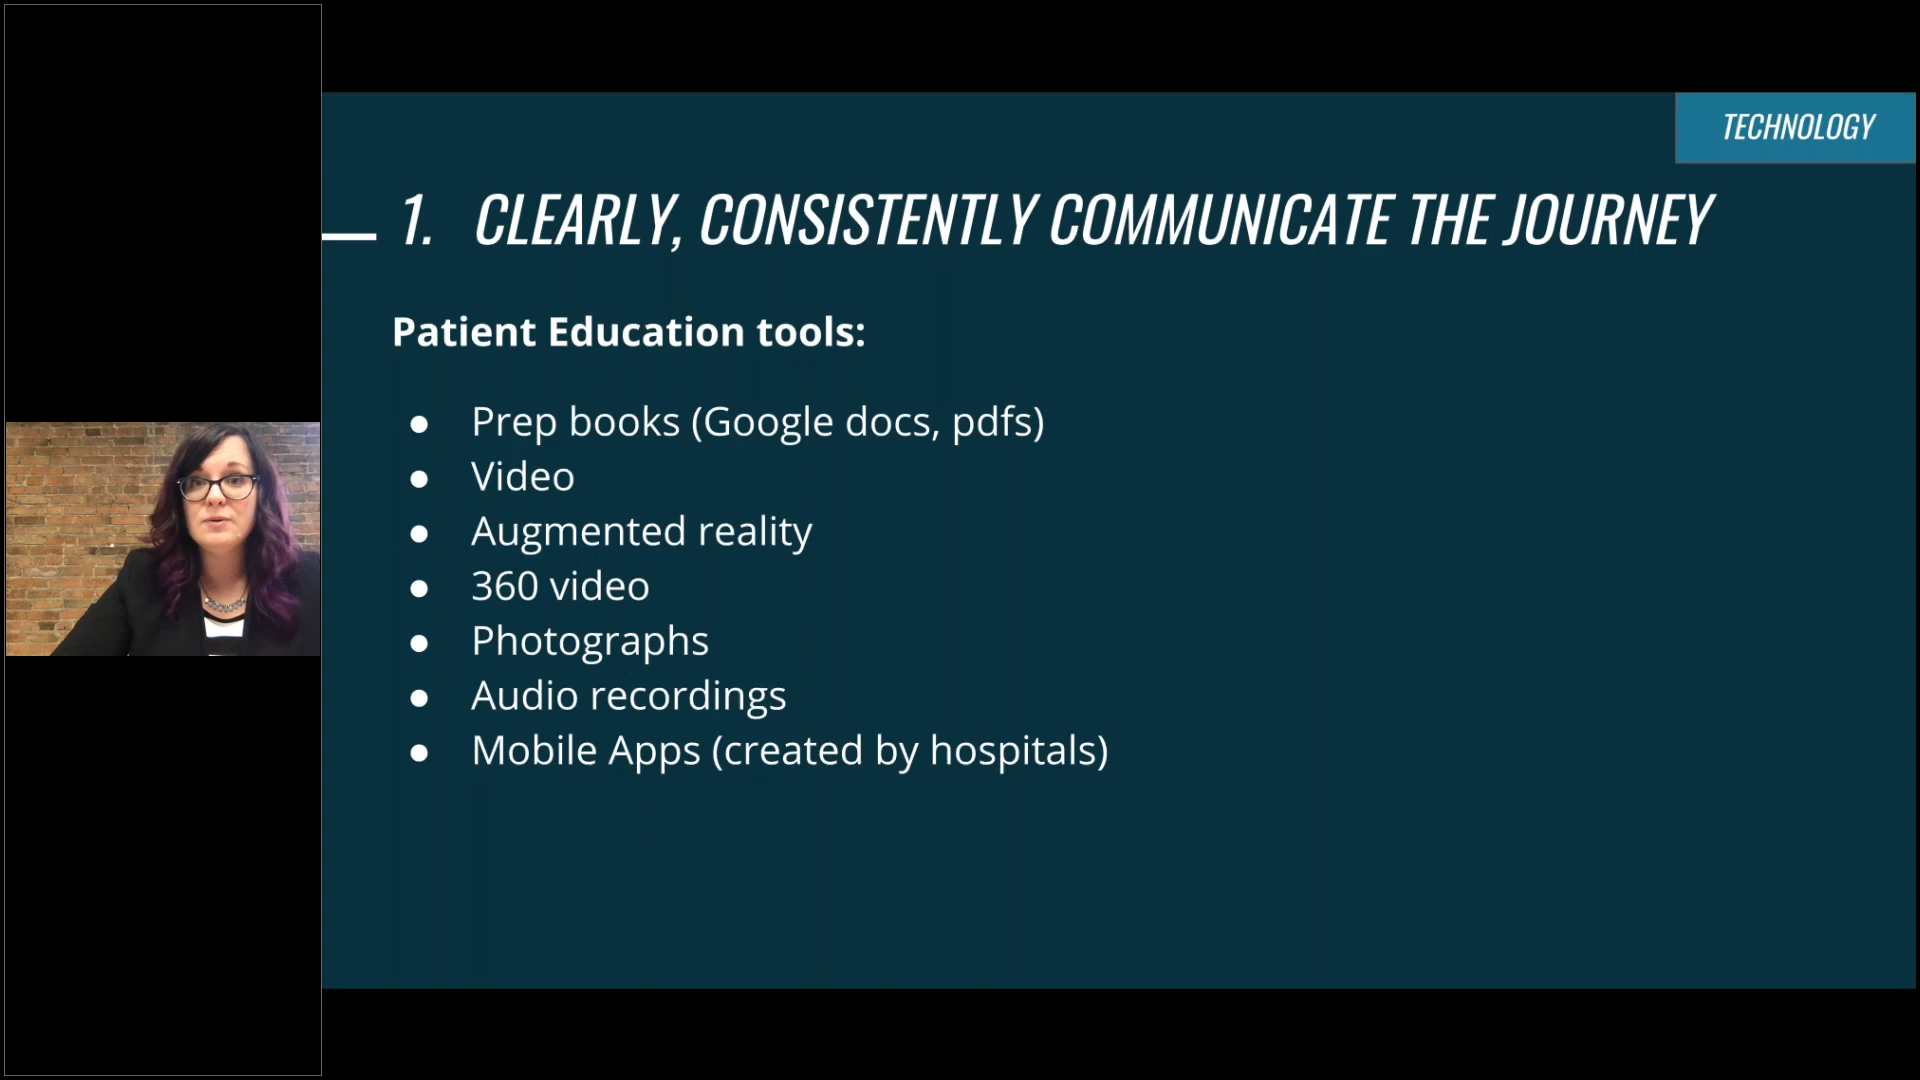 TECHNOLOGY
1. CLEARLY, CONSISTENTLY COMMUNICATE THE JOURNEY
Patient Education tools:
● Prep books (Google docs, pdfs)
● Video
● Augmented reality
● 360 video
● Photographs
● Audio recordings
● Mobile Apps (created by hospitals)